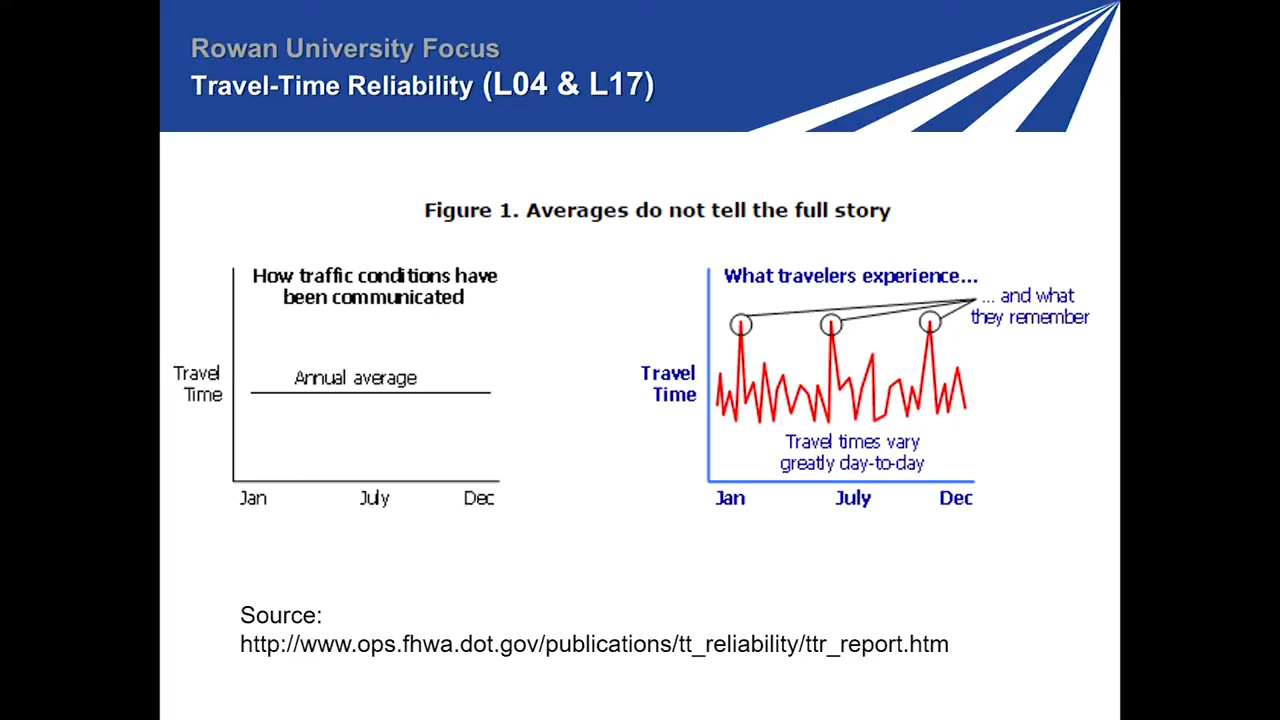 Rowan University Focus
Travel-Time Reliability (L04 & L17)
Figure 1. Averages do not tell the full story
How traffic conditions have
been communicated
Travel
Time
Annual average
Jan July Dec
What travelers experience...
... and what
they remember
Travel
Time
Travel times vary
greatly day-to-day
Jan July Dec
Source:
http://www.ops.fhwa.dot.gov/publications/tt_reliability/ttr_report.htm